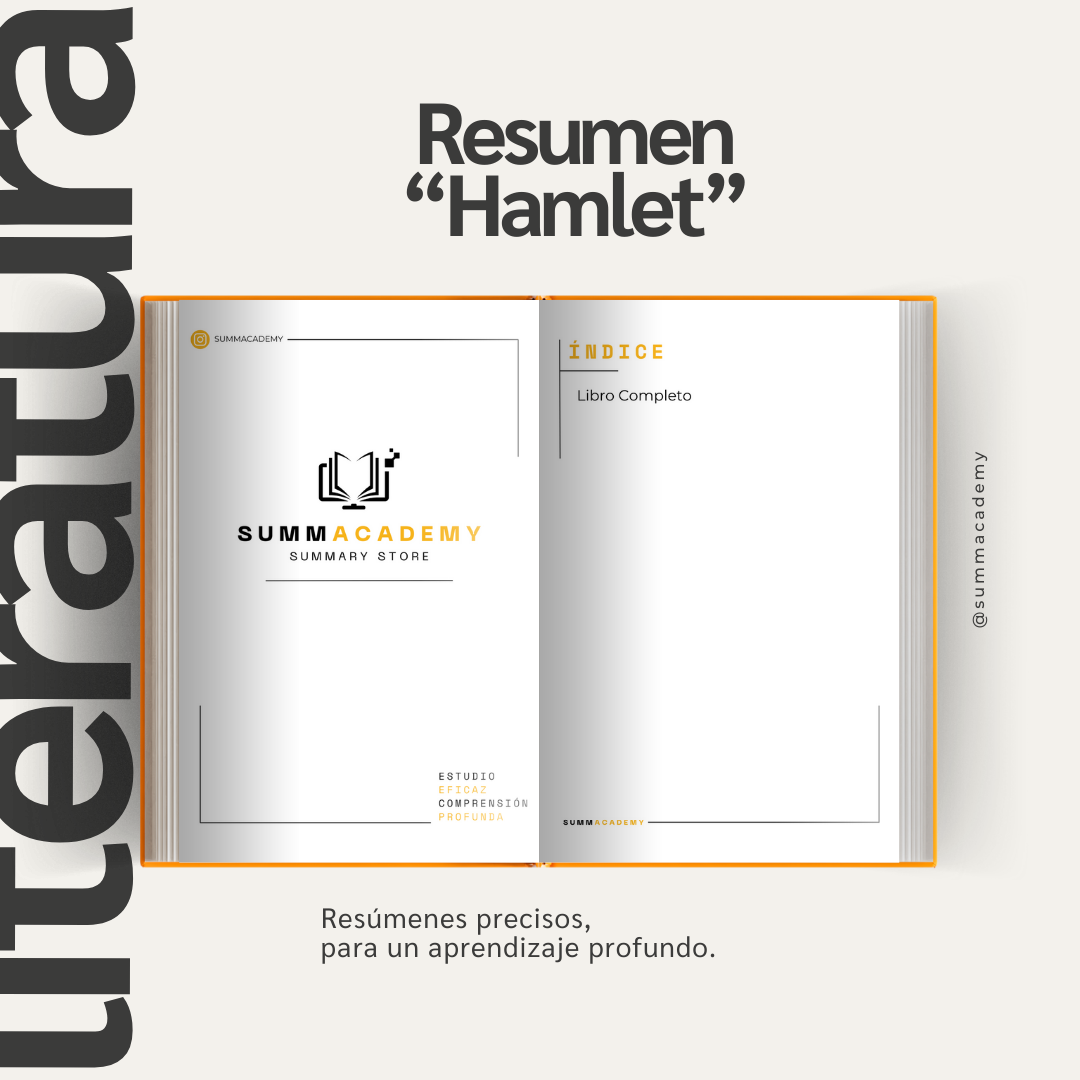 Literatura
Resumen
“Hamlet”
SUMMACADEMY
SUMMACADEMY
SUMMARY STORE
ESTUDIO
EFICAZ
COMPRENSIÓN
PROFUNDA
ÍNDICE
Libro Completo
SUMMACADEMY
@summacademy
Resúmenes precisos,
para un aprendizaje profundo.